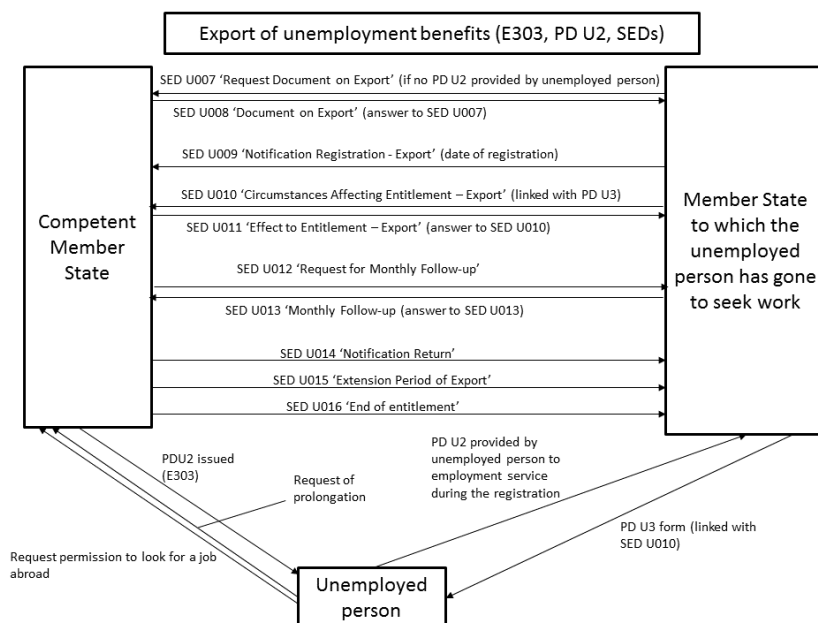 Export of unemployment benefits (E303, PD U2, SEDs)
SED U007 ‘Request Document on Export’ (if no PD U2 provided by unemployed person)
SED U008 ‘Document on Export’ (answer to SED U007)
SED U009 ‘Notification Registration - Export’ (date of registration)
SED U010 ‘Circumstances Affecting Entitlement – Export’ (linked with PD U3)
SED U011 ‘Effect to Entitlement – Export’ (answer to SED U010)
SED U012 ‘Request for Monthly Follow-up’
SED U013 ‘Monthly Follow-up (answer to SED U013)
SED U014 ‘Notification Return’
SED U015 ‘Extension Period of Export’
SED U016 ‘End of entitlement’
Competent
Member
State
Member State
to which the
unemployed
person has gone
to seek work
PDU2 issued
(E303)
Request of
prolongation
PD U2 provided by
unemployed person to
employment service
during the registration
PD U3 form (linked with
SED U010)
Request permission to look for a job
abroad
Unemployed
person